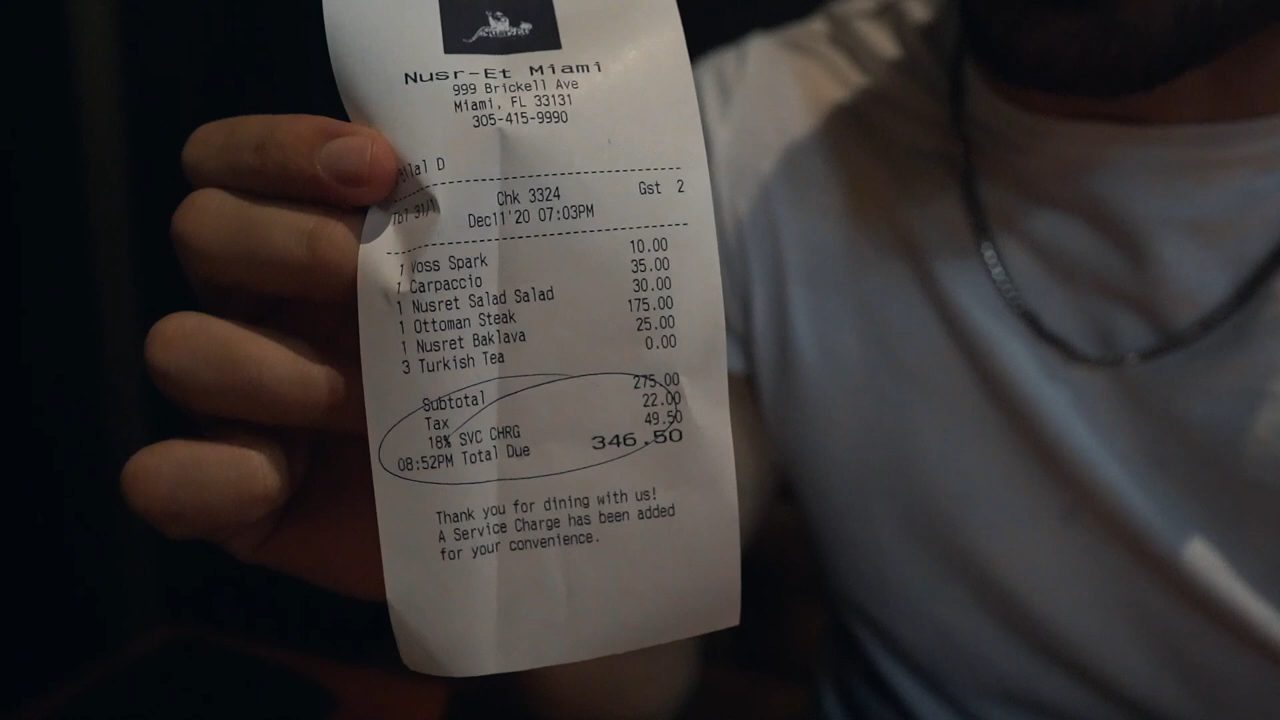 Nusr-Et Miami
999 Brickell Ave
Miami, FL 33131
305-415-9990
D
Tbl 31/1 Chk 3324 Gst 2
Dec11'20 07:03PM
1 Voss Spark 10.00
1 Carpaccio 35.00
1 Nusret Salad Salad 30.00
1 Ottoman Steak 175.00
1 Nusret Baklava 25.00
3 Turkish Tea 0.00
Subtotal 275.00
Tax 22.00
18% SVC CHRG 49.50
08:52PM Total Due 346.50
Thank you for dining with us!
A Service Charge has been added
for your convenience.